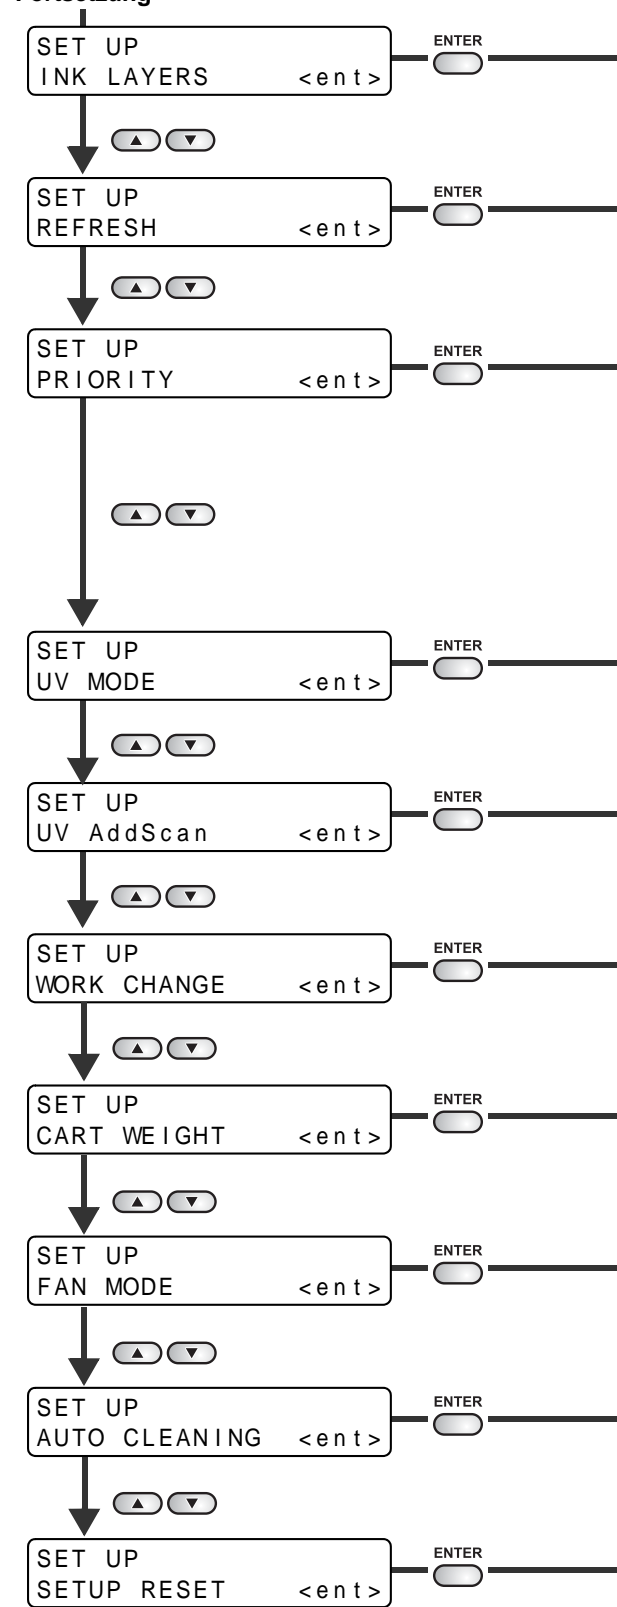 Fortsetzung
SET UP
INK LAYERS <ent>
ENTER
SET UP
REFRESH <ent>
ENTER
SET UP
PRIORITY <ent>
ENTER
SET UP
UV MODE <ent>
ENTER
SET UP
UV AddScan <ent>
ENTER
SET UP
WORK CHANGE <ent>
ENTER
SET UP
CART WEIGHT <ent>
ENTER
SET UP
FAN MODE <ent>
ENTER
SET UP
AUTO CLEANING <ent>
ENTER
SET UP
SETUP RESET <ent>
ENTER